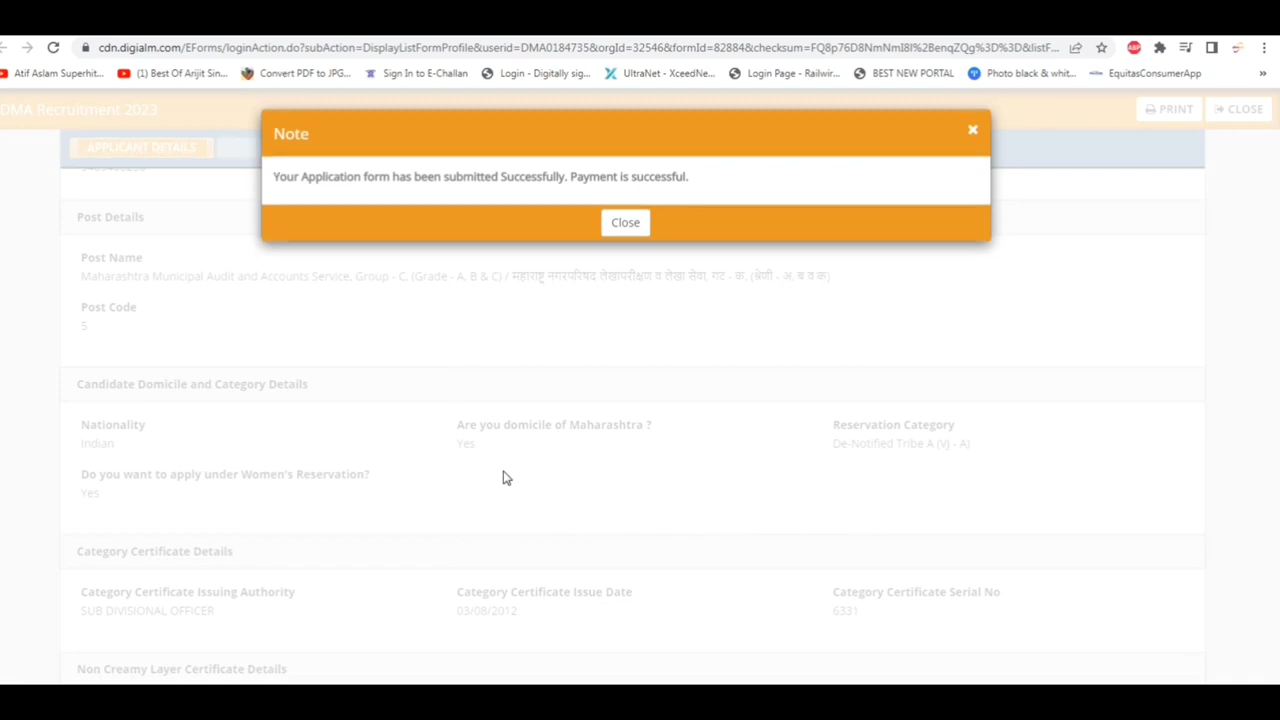 cdn.digialm.com/EForms/loginAction.do?subAction=DisplayListFormProfile&userid=DMA0184735&orgId=32546&formId=82884&checksum=FQ8p76D8NmNmI8I%2BenqZQg%3D%3D&listF...
Atif Aslam Superhit... (1) Best Of Arijit Sin... Convert PDF to JPG... Sign In to E-Challan Login - Digitally sig... UltraNet - XceedNe... Login Page - Railwir... BEST NEW PORTAL Photo black & whit... EquitasConsumerApp »
DMA Recruitment 2023 PRINT CLOSE
Note ×
APPLICANT DETAILS
Your Application form has been submitted Successfully. Payment is successful.
Close
Post Details
Post Name
Maharashtra Municipal Audit and Accounts Service, Group - C, (Grade - A, B & C) / महाराष्ट्र नगरपरिषद लेखापरीक्षण व लेखा सेवा, गट - क, (श्रेणी - अ, ब व क)
Post Code
5
Candidate Domicile and Category Details
Nationality Are you domicile of Maharashtra ? Reservation Category
Indian Yes De-Notified Tribe A (VJ - A)
Do you want to apply under Women's Reservation?
Yes
Category Certificate Details
Category Certificate Issuing Authority Category Certificate Issue Date Category Certificate Serial No
SUB DIVISIONAL OFFICER 03/08/2012 6331
Non Creamy Layer Certificate Details